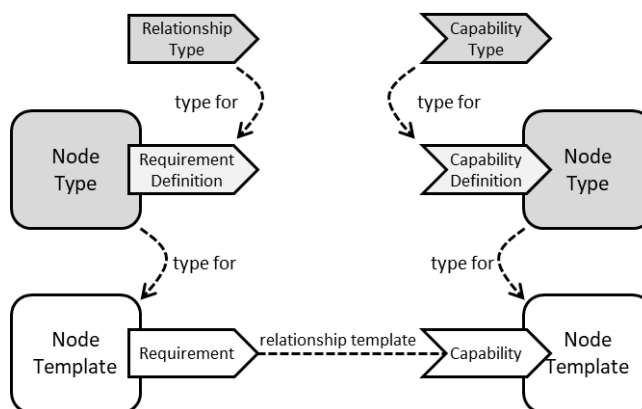 Relationship
Type
Capability
Type
type for
type for
Node
Type
Requirement
Definition
Capability
Definition
Node
Type
type for
type for
Node
Template
Requirement
relationship template
Capability
Node
Template